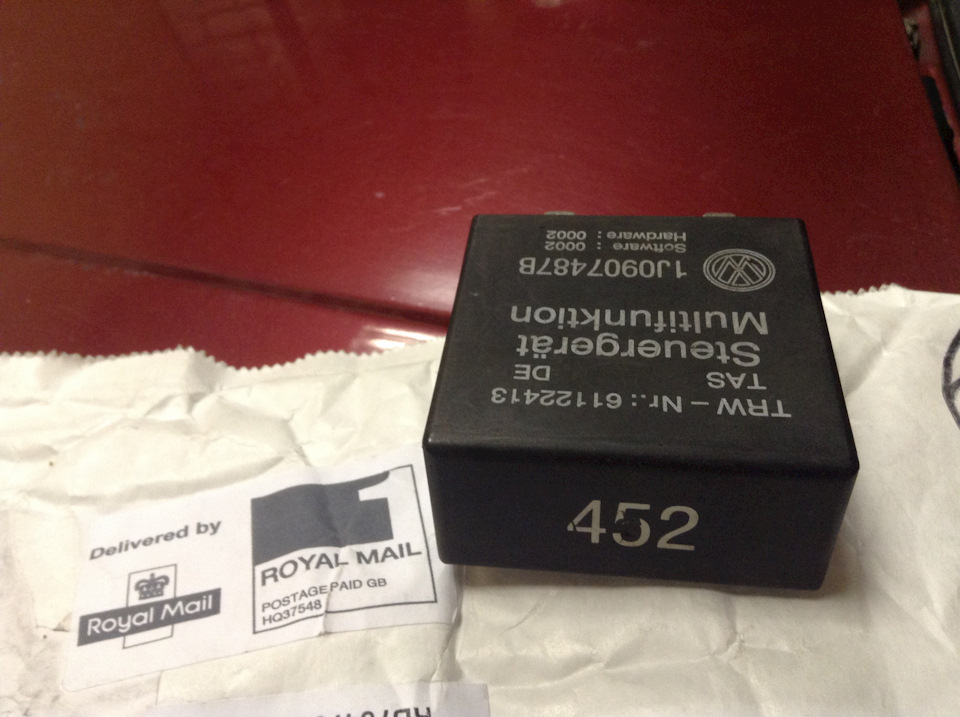 TRW – Nr.: 61122413
TAS DE
Steuergerät
Multifunktion
1J0907487B
Software : 0002
Hardware : 0002
452
Delivered by
Royal Mail
1
ROYAL MAIL
POSTAGE PAID GB
HQ37548